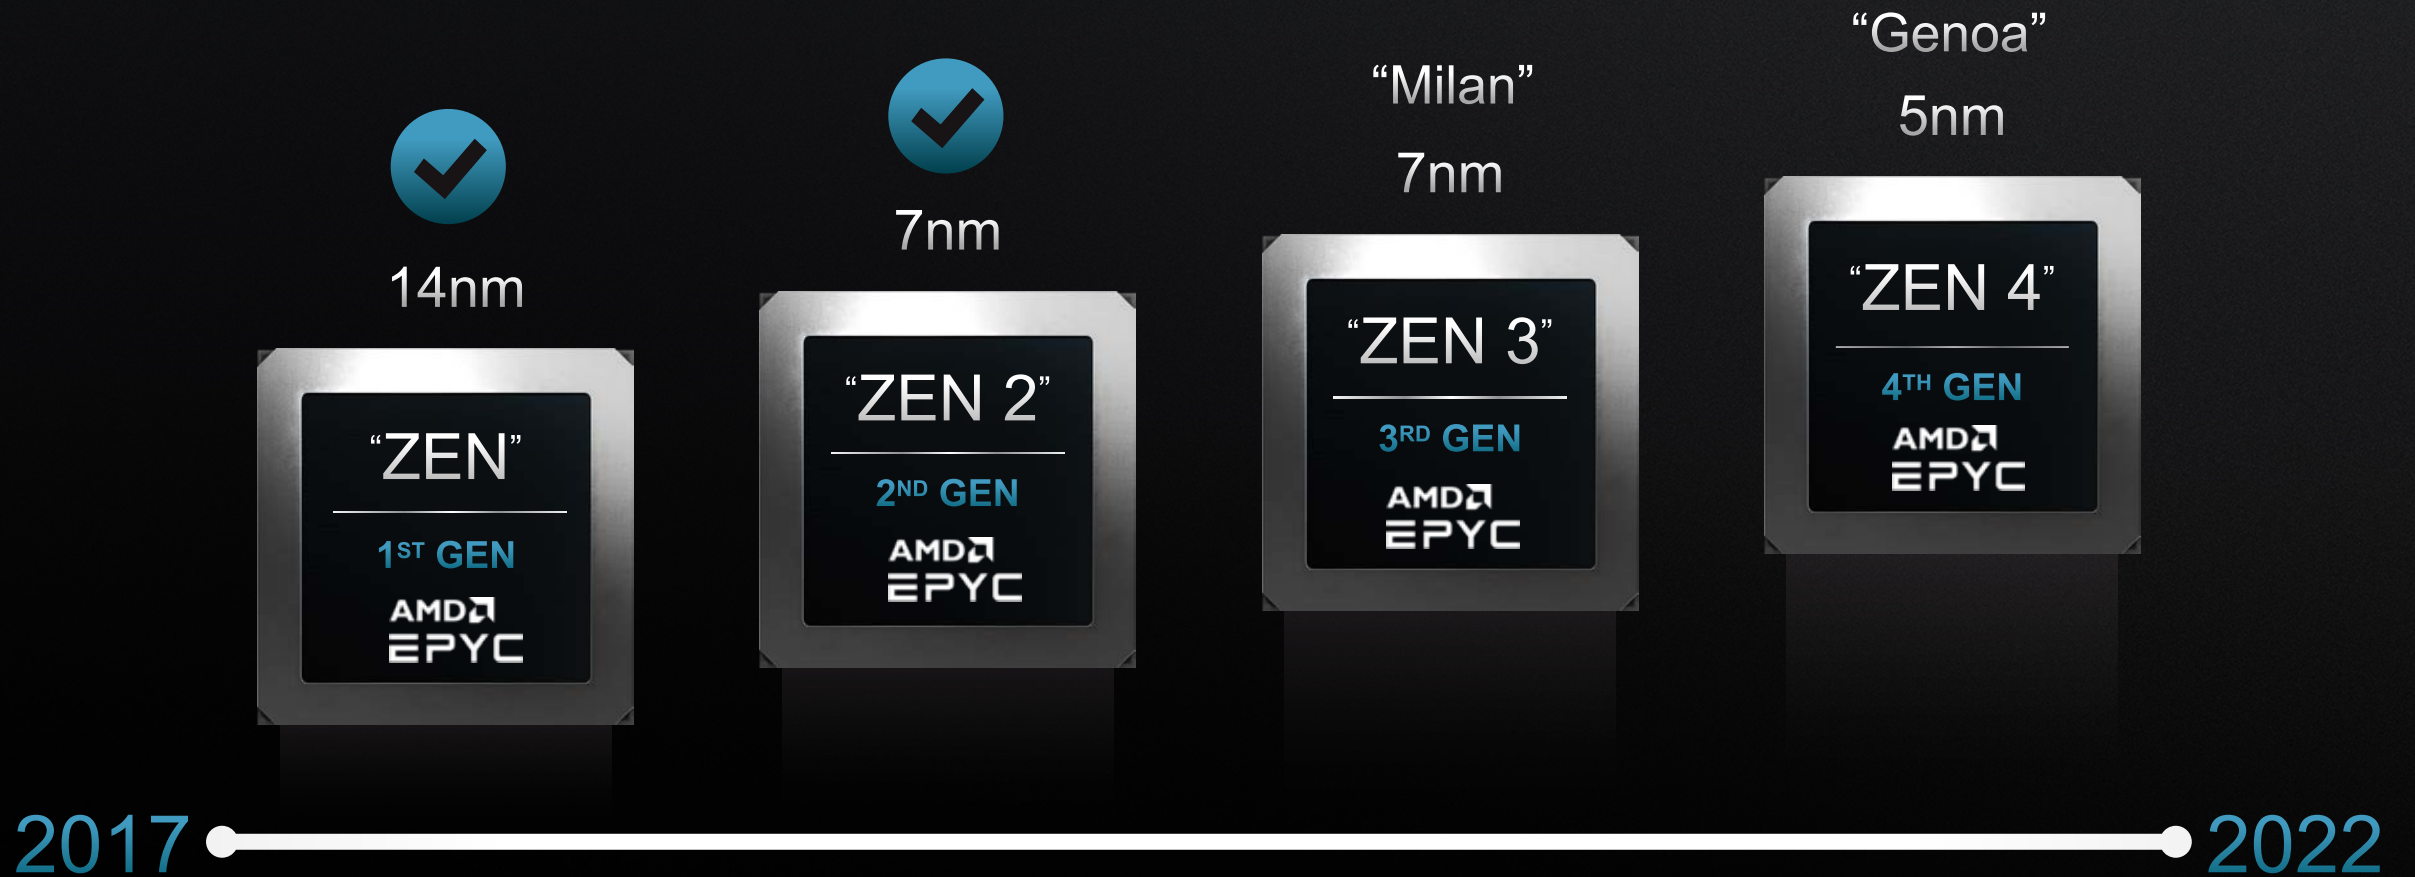 14nm
“ZEN”
1ST GEN
AMD
EPYC
7nm
“ZEN 2”
2ND GEN
AMD
EPYC
“Milan”
7nm
“ZEN 3”
3RD GEN
AMD
EPYC
“Genoa”
5nm
“ZEN 4”
4TH GEN
AMD
EPYC
2017
2022